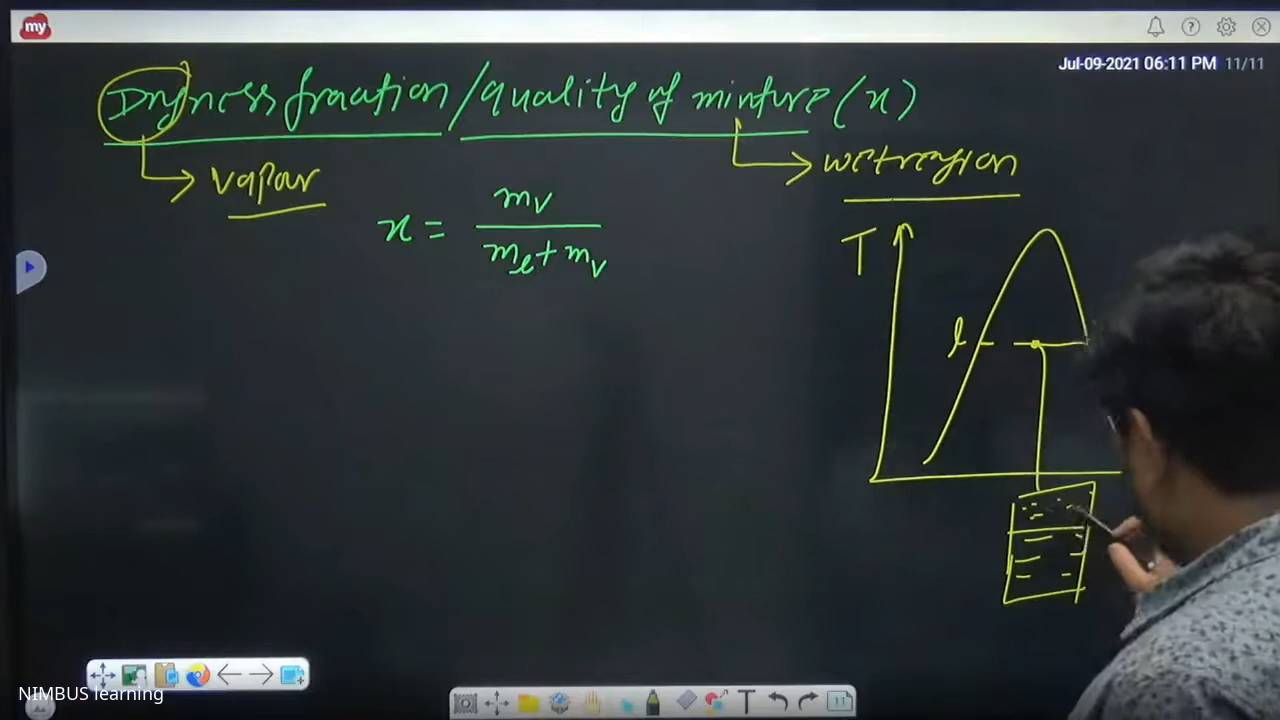 my
Jul-09-2021 06:11 PM 11/11
Dryness fraction/quality of mixture (x)
vapour
wet region
x = mv / (ml + mv)
T
l
T
11
NIMBUS learning